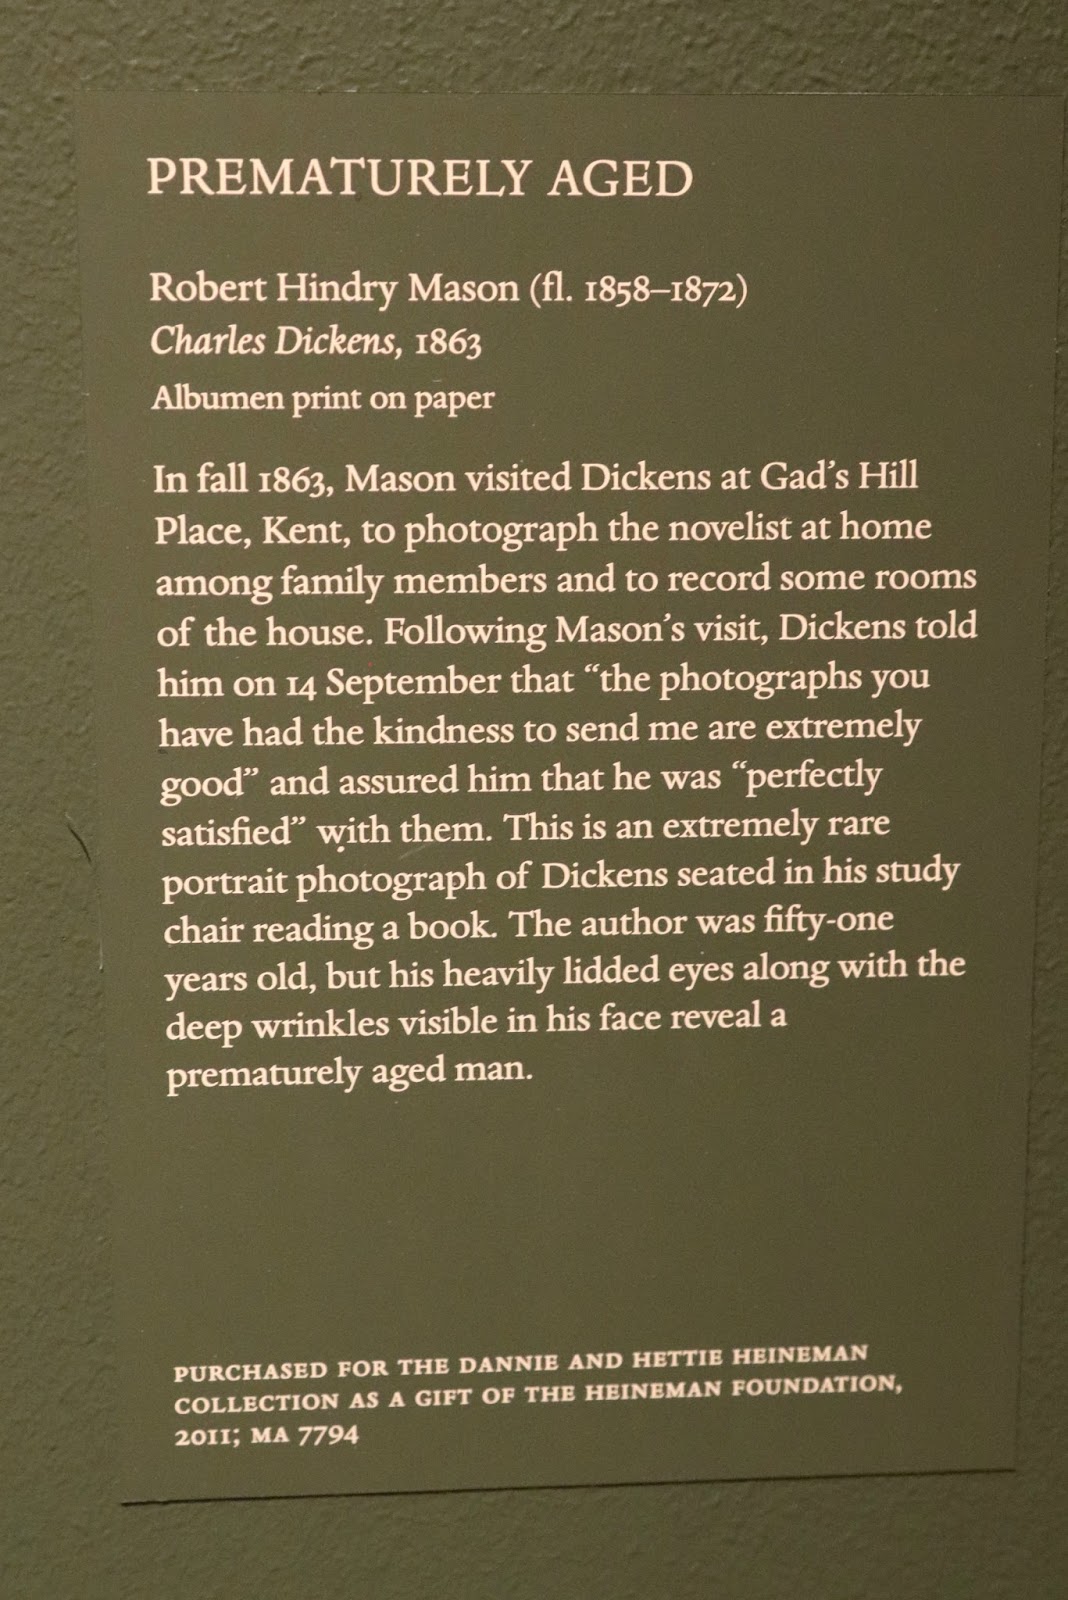 PREMATURELY AGED
Robert Hindry Mason (fl. 1858–1872)
Charles Dickens, 1863
Albumen print on paper
In fall 1863, Mason visited Dickens at Gad’s Hill
Place, Kent, to photograph the novelist at home
among family members and to record some rooms
of the house. Following Mason’s visit, Dickens told
him on 14 September that “the photographs you
have had the kindness to send me are extremely
good” and assured him that he was “perfectly
satisfied” with them. This is an extremely rare
portrait photograph of Dickens seated in his study
chair reading a book. The author was fifty-one
years old, but his heavily lidded eyes along with the
deep wrinkles visible in his face reveal a
prematurely aged man.
PURCHASED FOR THE DANNIE AND HETTIE HEINEMAN
COLLECTION AS A GIFT OF THE HEINEMAN FOUNDATION,
2011; MA 7794